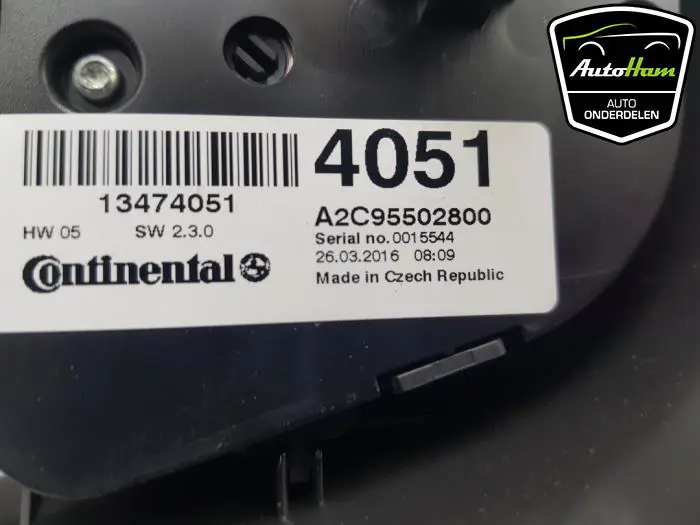 AutoHam
AUTO
ONDERDELEN
4051
13474051
A2C95502800
HW 05 SW 2.3.0
Serial no.0015544
26.03.2016 08:09
Continental
Made in Czech Republic